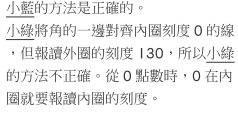 小藍的方法是正確的。
小綠將角的一邊對齊內圈刻度 0 的線
，但報讀外圈的刻度 130，所以小綠
的方法不正確。從 0 點數時，0 在內
圈就要報讀內圈的刻度。